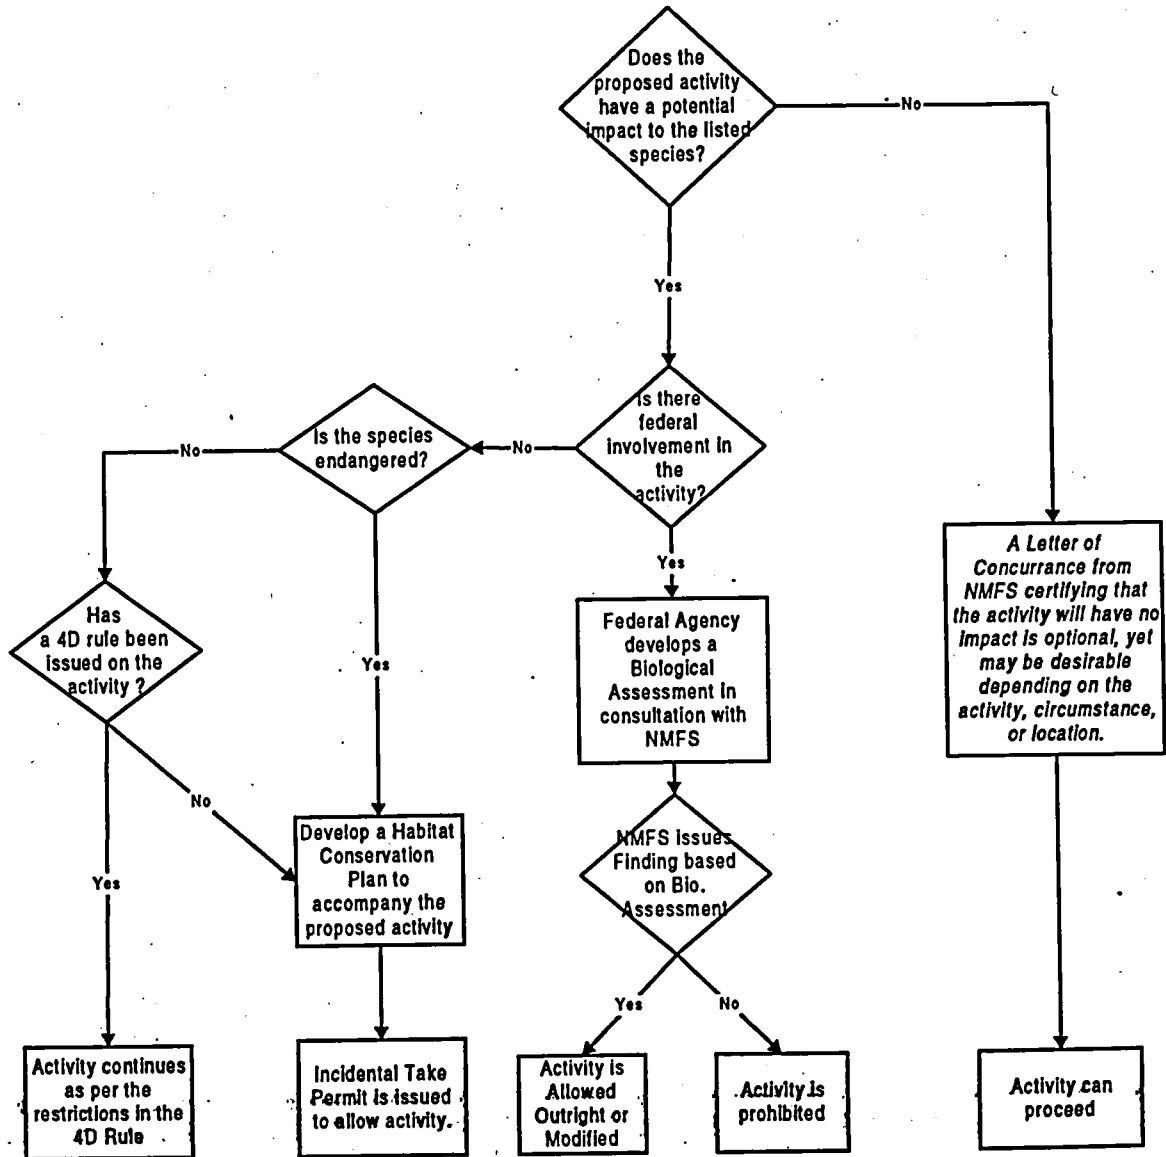 Does the
proposed activity
have a potential
impact to the listed
species?
No
Yes
Is there
federal
involvement in
the
activity?
No
Is the species
endangered?
No
Yes
A Letter of
Concurrance from
NMFS certifying that
the activity will have no
impact is optional, yet
may be desirable
depending on the
activity, circumstance,
or location.
Has
a 4D rule been
issued on the
activity ?
Federal Agency
develops a
Biological
Assessment in
consultation with
NMFS
Yes
No
Develop a Habitat
Conservation
Plan to
accompany the
proposed activity
NMFS issues
Finding based
on Bio.
Assessment
Yes
Yes
No
Activity continues
as per the
restrictions in the
4D Rule
Incidental Take
Permit is issued
to allow activity.
Activity is
Allowed
Outright or
Modified
Activity is
prohibited
Activity can
proceed